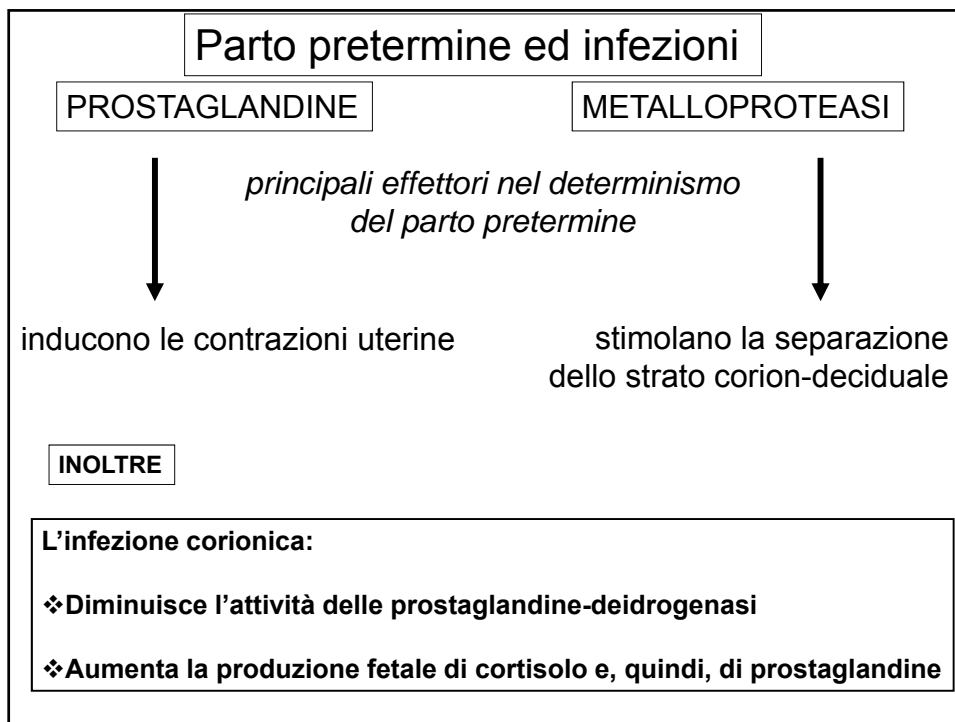 Parto pretermine ed infezioni
PROSTAGLANDINE
METALLOPROTEASI
principali effettori nel determinismo
del parto pretermine
inducono le contrazioni uterine
stimolano la separazione
dello strato corion-deciduale
INOLTRE
L’infezione corionica:
❖Diminuisce l’attività delle prostaglandine-deidrogenasi
❖Aumenta la produzione fetale di cortisolo e, quindi, di prostaglandine